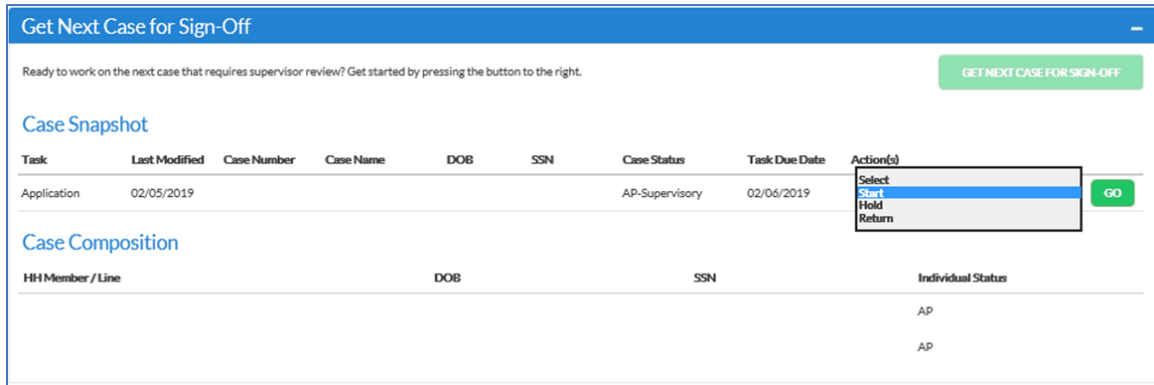 Get Next Case for Sign-Off
Ready to work on the next case that requires supervisor review? Get started by pressing the button to the right.
GET NEXT CASE FOR SIGN-OFF
Case Snapshot
Task Last Modified Case Number Case Name DOB SSN Case Status Task Due Date Action(s)
Application 02/05/2019 AP-Supervisory 02/06/2019
Select
Start
Hold
Return
GO
Case Composition
HH Member / Line DOB SSN Individual Status
AP
AP